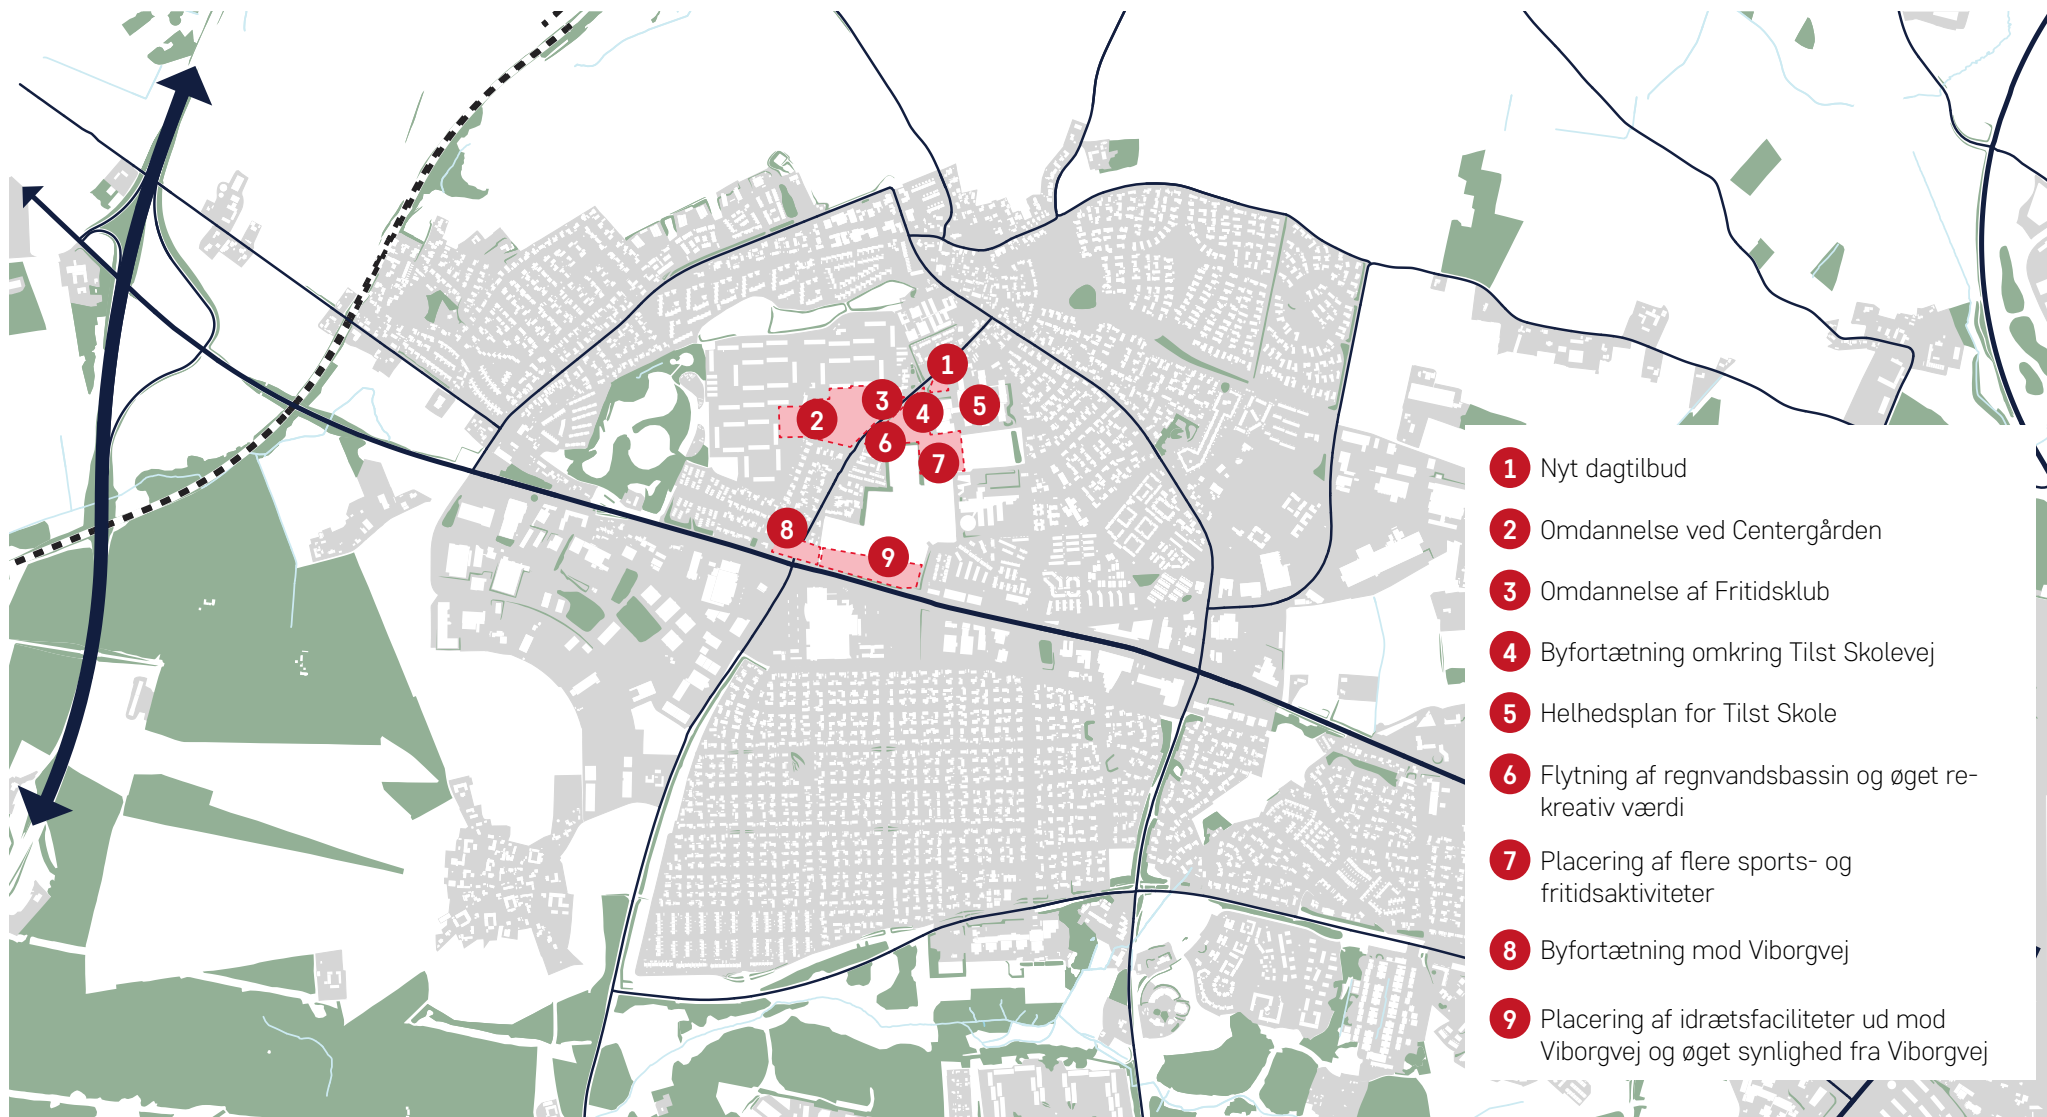 1
2
3
4
5
6
7
8
9
1 Nyt dagtilbud
2 Omdannelse ved Centergården
3 Omdannelse af Fritidsklub
4 Byfortætning omkring Tilst Skolevej
5 Helhedsplan for Tilst Skole
6 Flytning af regnvandsbassin og øget re-
kreativ værdi
7 Placering af flere sports- og
fritidsaktiviteter
8 Byfortætning mod Viborgvej
9 Placering af idrætsfaciliteter ud mod
Viborgvej og øget synlighed fra Viborgvej